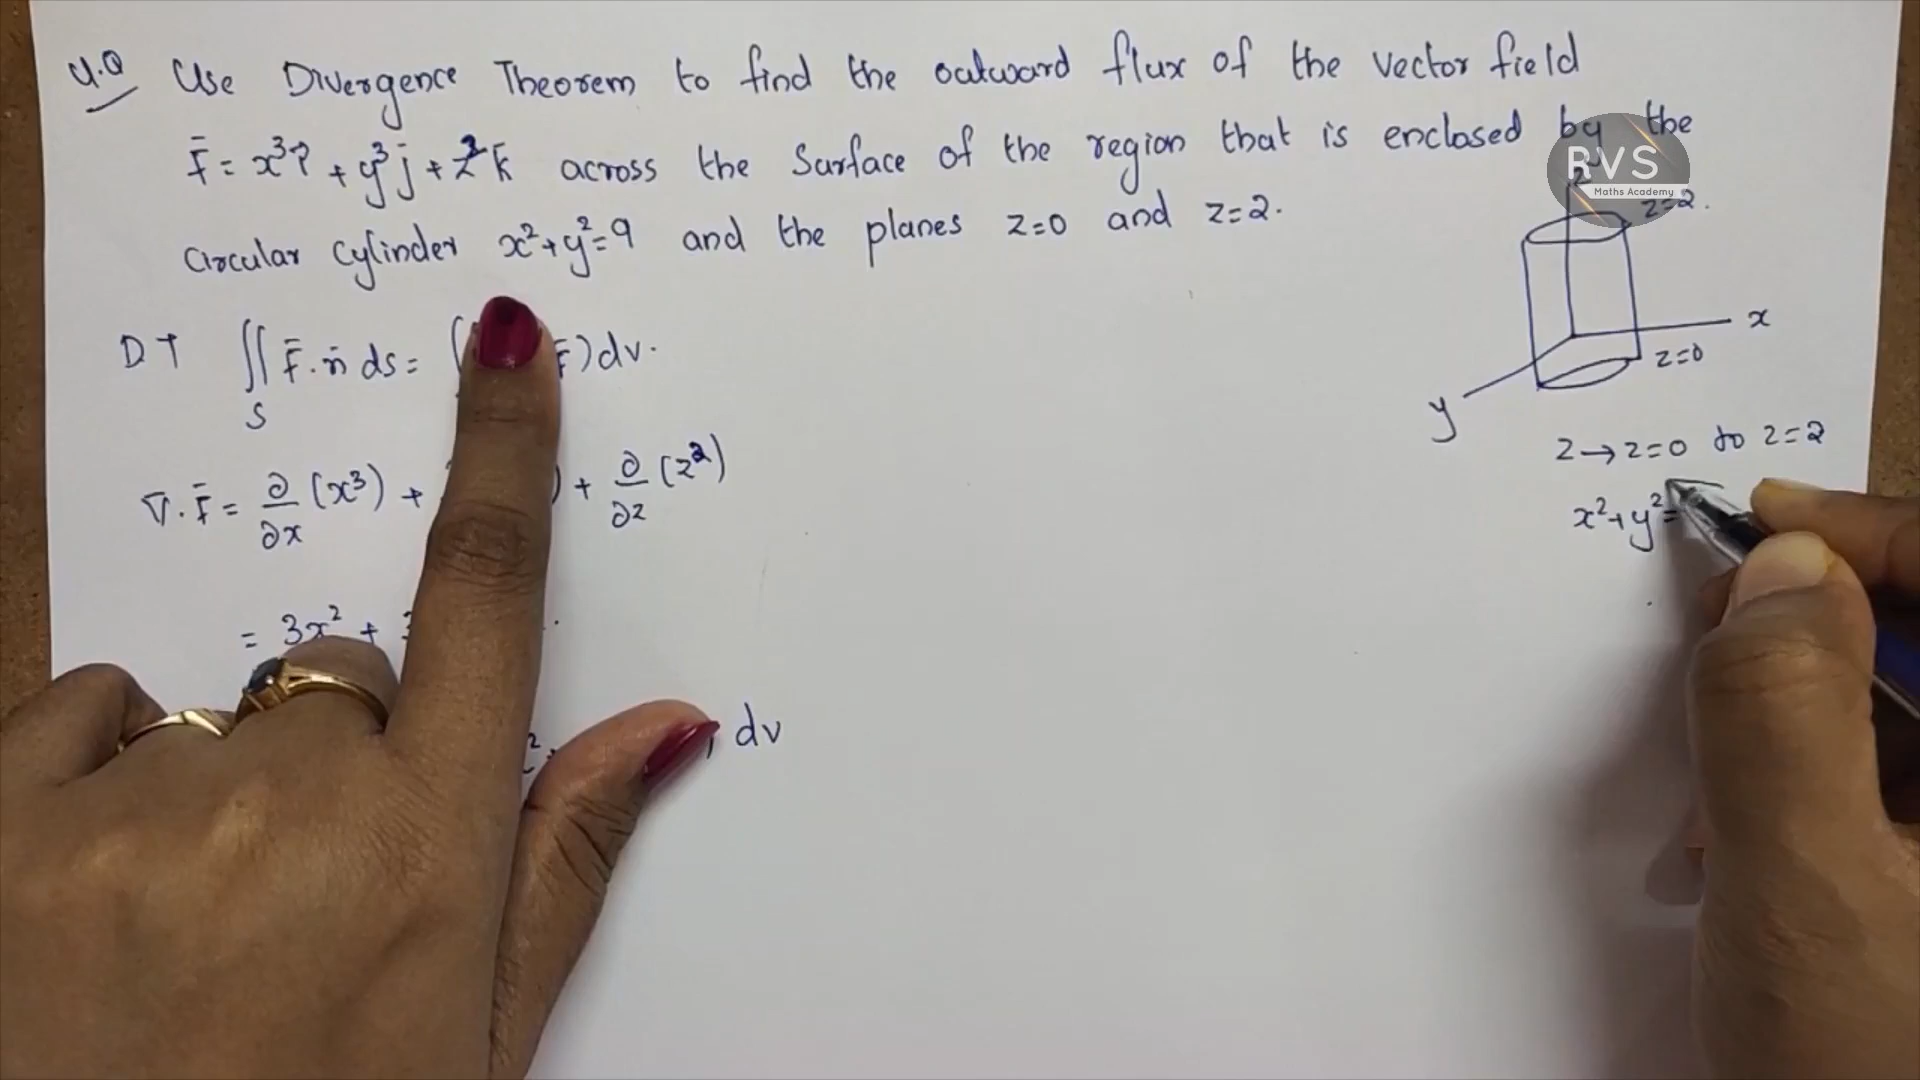 U.Q Use Divergence Theorem to find the outward flux of the vector field
F̄ = x³i + y³j + z²k̄ across the surface of the region that is enclosed by the
circular cylinder x²+y²=9 and the planes z=0 and z=2.
RVS
Maths Academy
z
z=2.
x
z=0
y
DT ∬ F̄.n̄ ds = ∫ F̄) dv.
S
∇.F̄ = ∂/∂x (x³) + ) + ∂/∂z (z²)
z → z=0 to z=2
x²+y²=
= 3x² + 3
dv